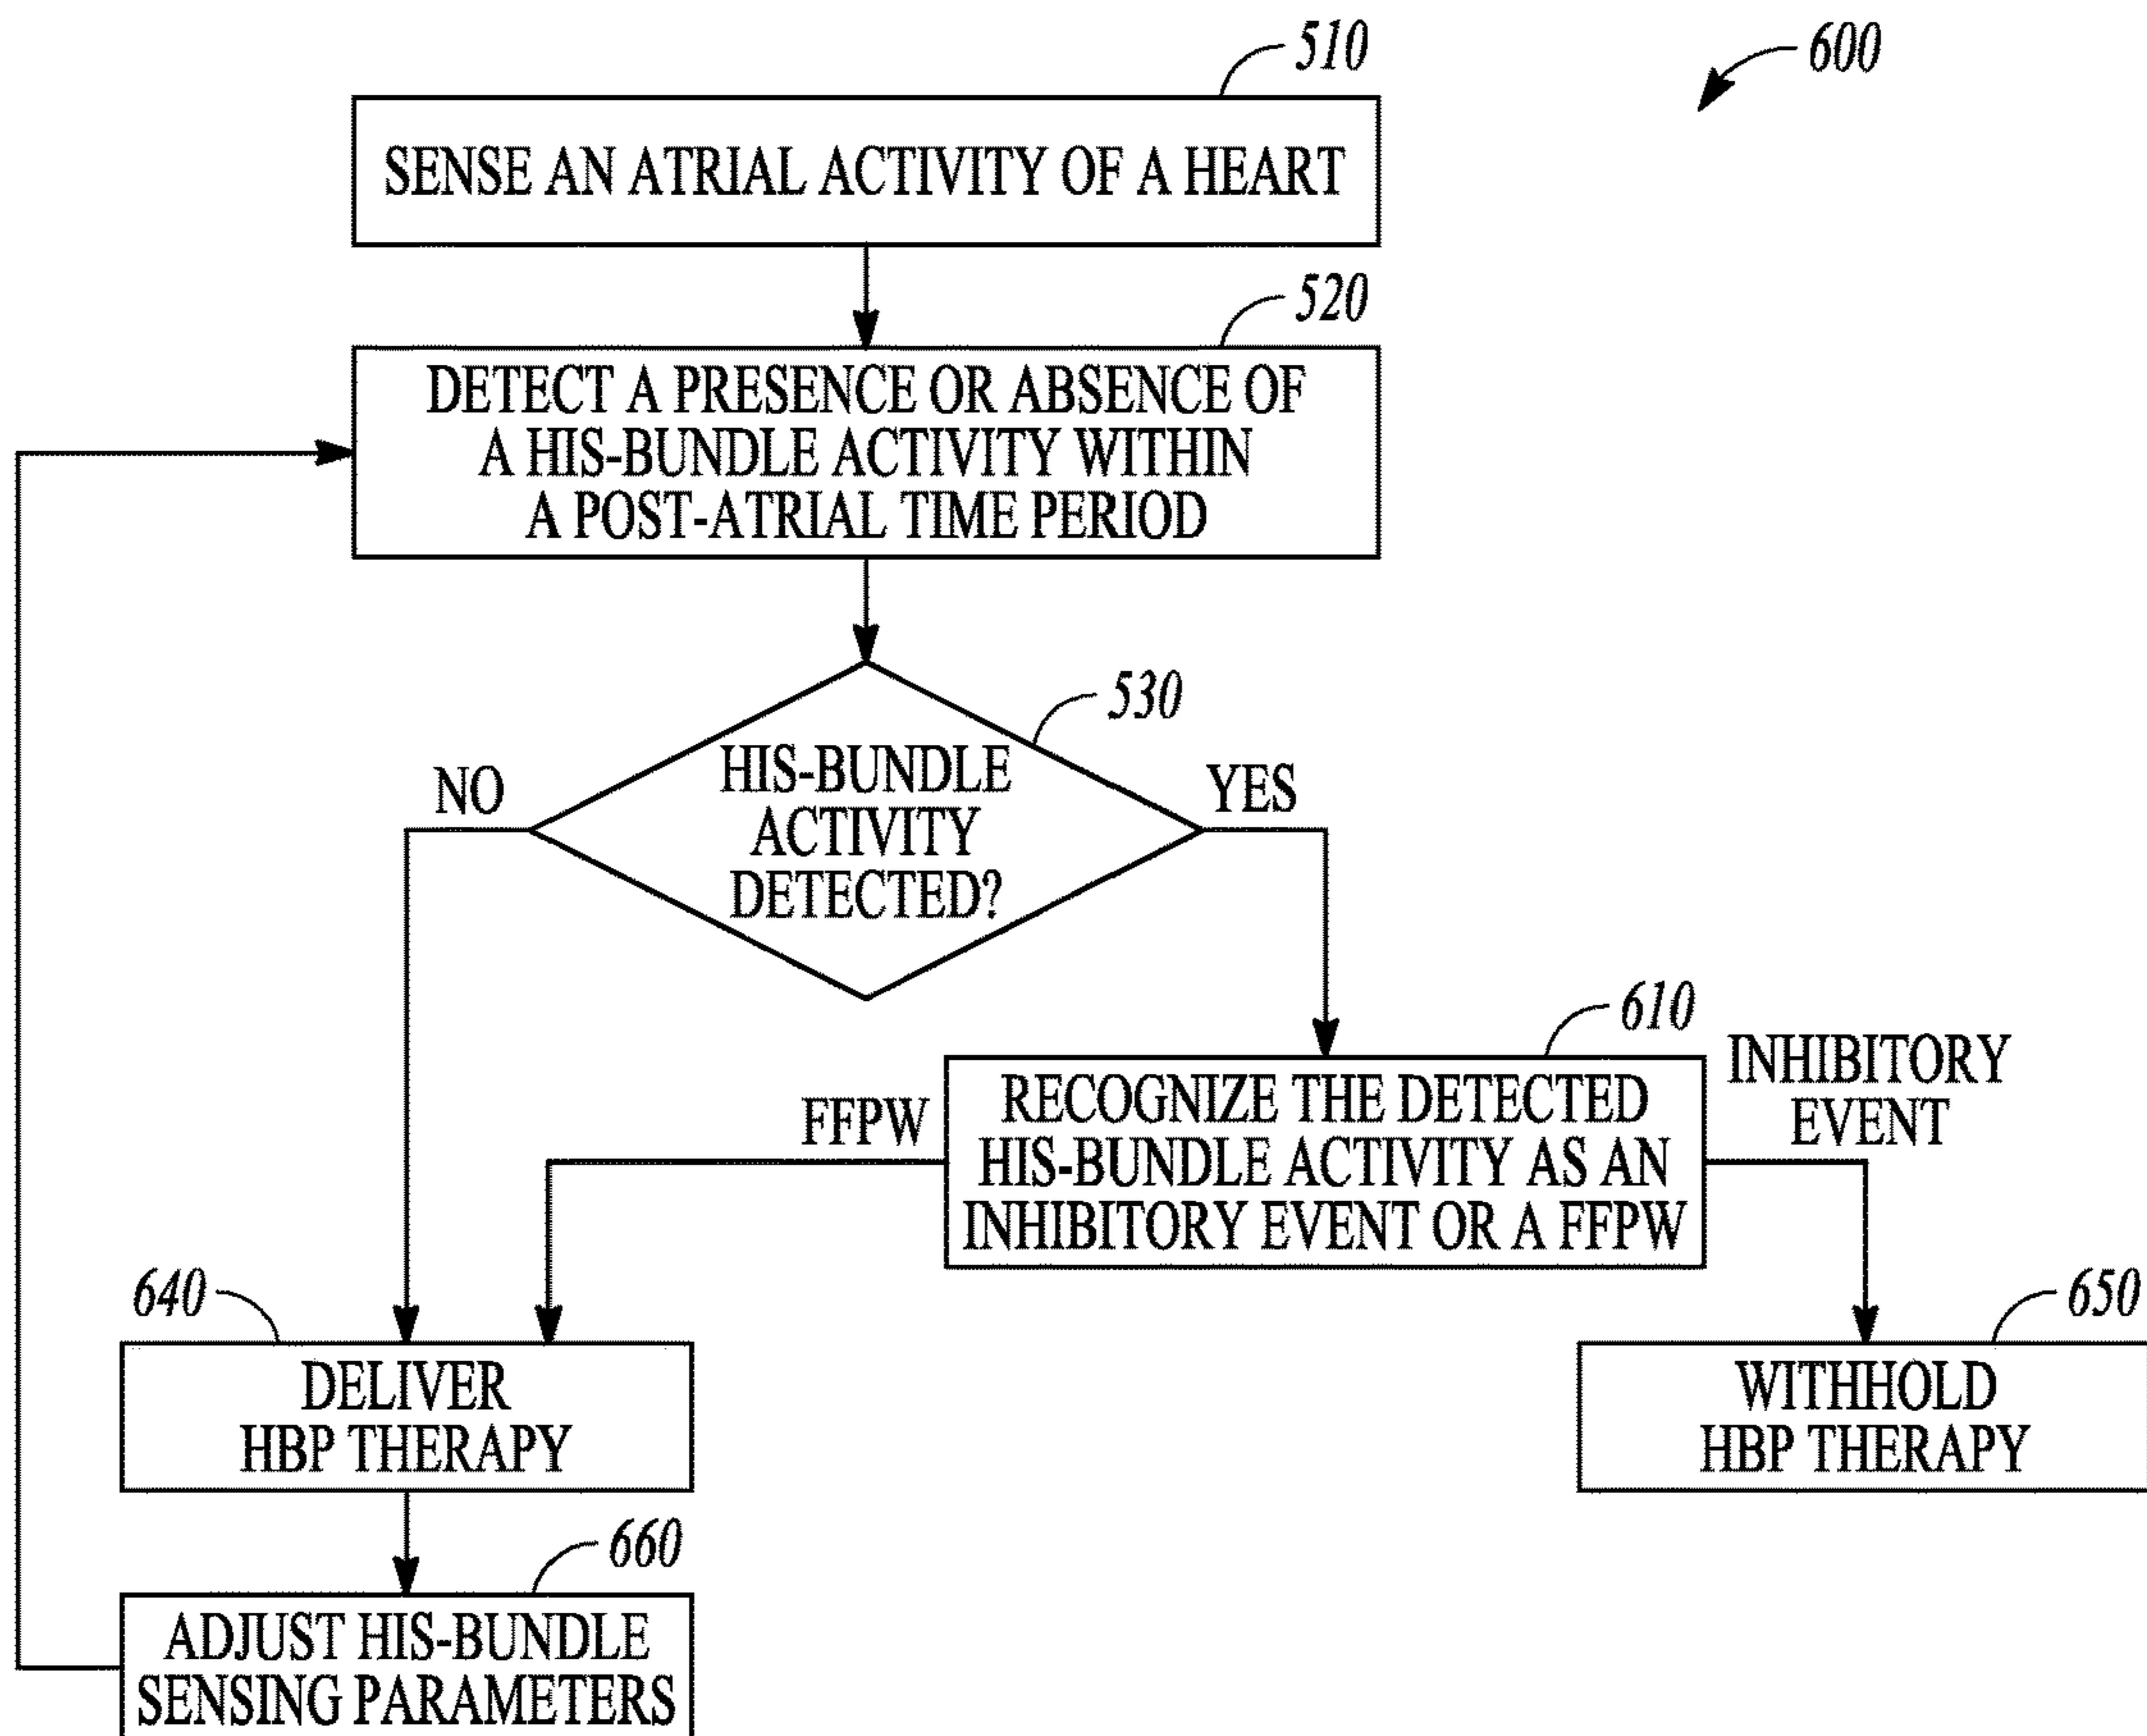 510
600
SENSE AN ATRIAL ACTIVITY OF A HEART
520
DETECT A PRESENCE OR ABSENCE OF
A HIS-BUNDLE ACTIVITY WITHIN
A POST-ATRIAL TIME PERIOD
530
NO
HIS-BUNDLE
ACTIVITY
DETECTED?
YES
610
FFPW
RECOGNIZE THE DETECTED
HIS-BUNDLE ACTIVITY AS AN
INHIBITORY EVENT OR A FFPW
INHIBITORY
EVENT
640
DELIVER
HBP THERAPY
650
WITHHOLD
HBP THERAPY
660
ADJUST HIS-BUNDLE
SENSING PARAMETERS